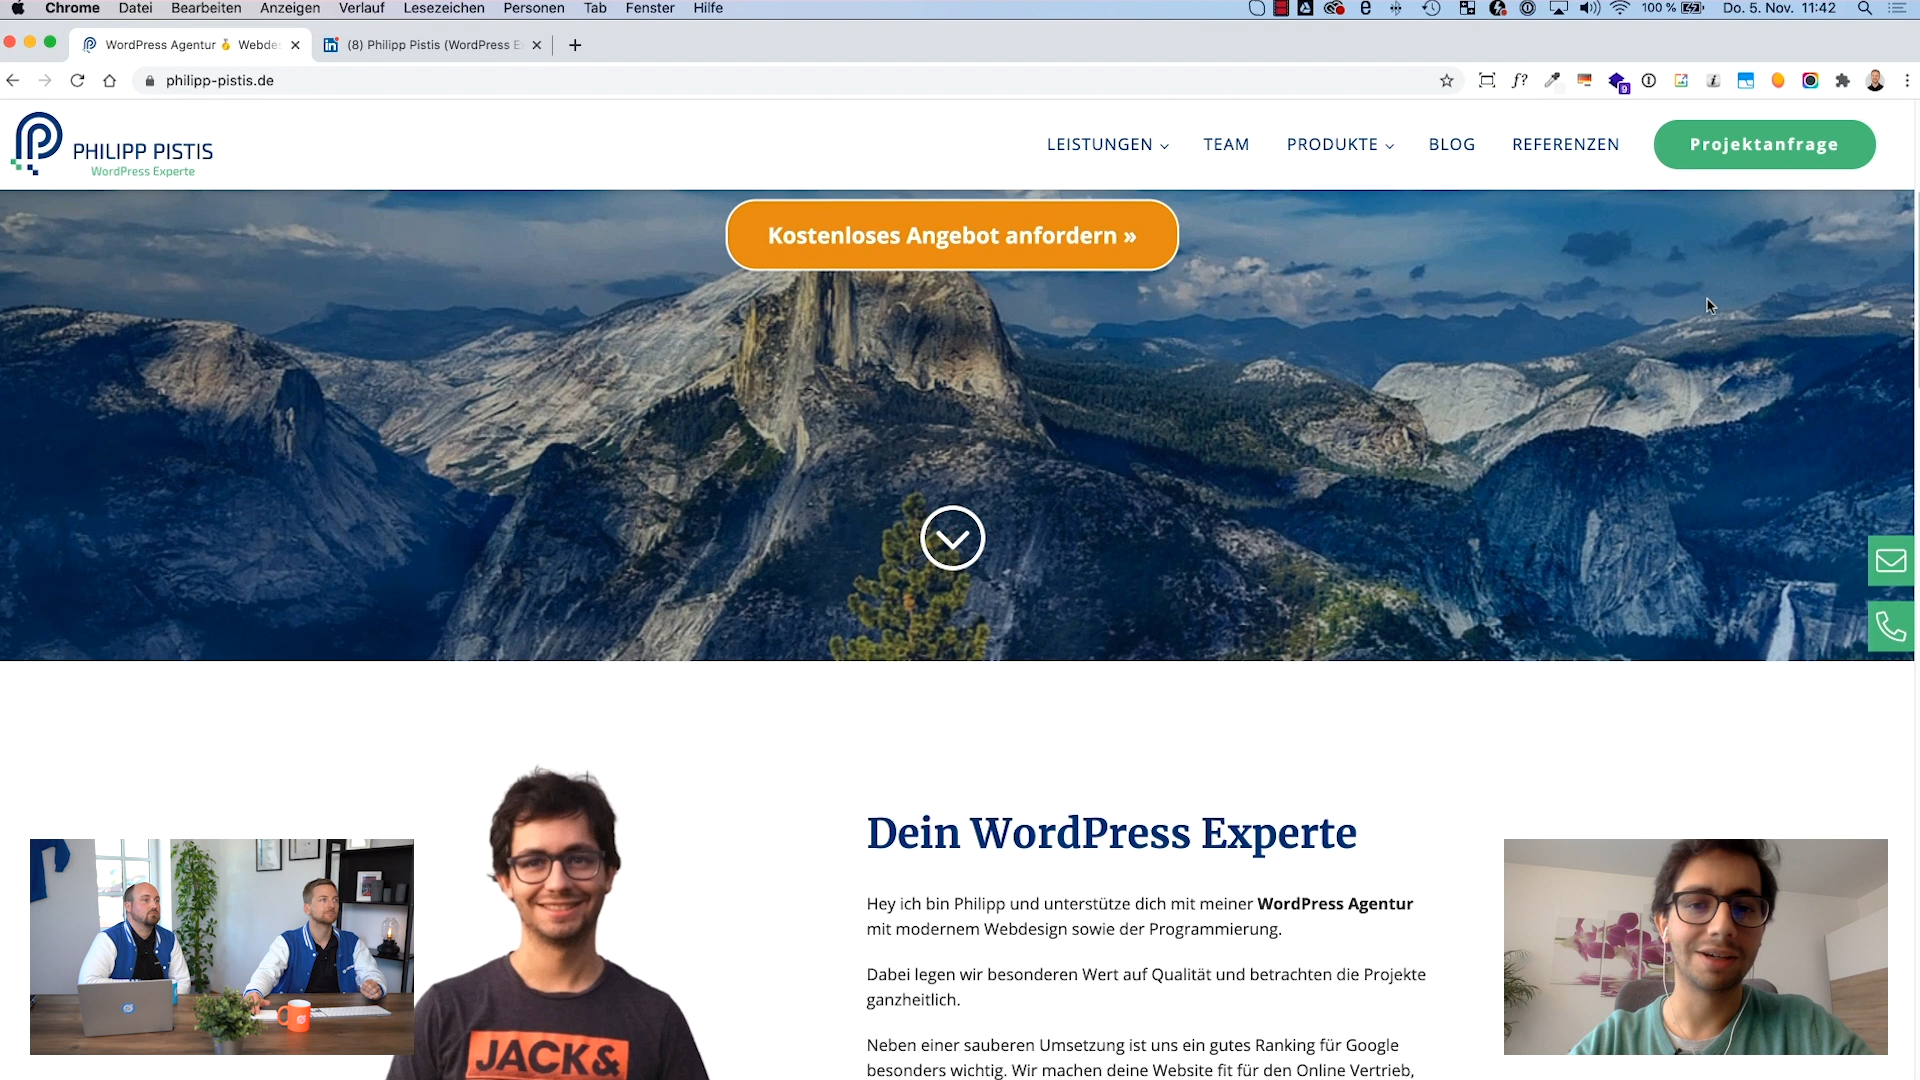 Chrome Datei Bearbeiten Anzeigen Verlauf Lesezeichen Personen Tab Fenster Hilfe 100 % Do. 5. Nov. 11:42
WordPress Agentur 🥇 Webde
(8) Philipp Pistis (WordPress E
philipp-pistis.de
9
PHILIPP PISTIS
WordPress Experte
LEISTUNGEN TEAM PRODUKTE BLOG REFERENZEN Projektanfrage
Kostenloses Angebot anfordern »
Dein WordPress Experte
Hey ich bin Philipp und unterstütze dich mit meiner WordPress Agentur
mit modernem Webdesign sowie der Programmierung.
Dabei legen wir besonderen Wert auf Qualität und betrachten die Projekte
ganzheitlich.
Neben einer sauberen Umsetzung ist uns ein gutes Ranking für Google
besonders wichtig. Wir machen deine Website fit für den Online Vertrieb,
JACK&